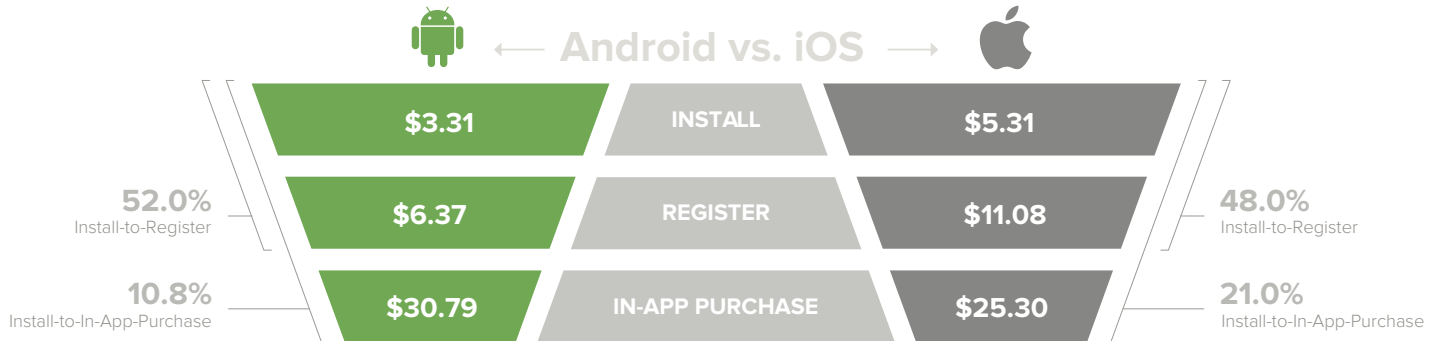 Android vs. iOS
$3.31
INSTALL
$5.31
52.0%
Install-to-Register
$6.37
REGISTER
$11.08
48.0%
Install-to-Register
10.8%
Install-to-In-App-Purchase
$30.79
IN-APP PURCHASE
$25.30
21.0%
Install-to-In-App-Purchase